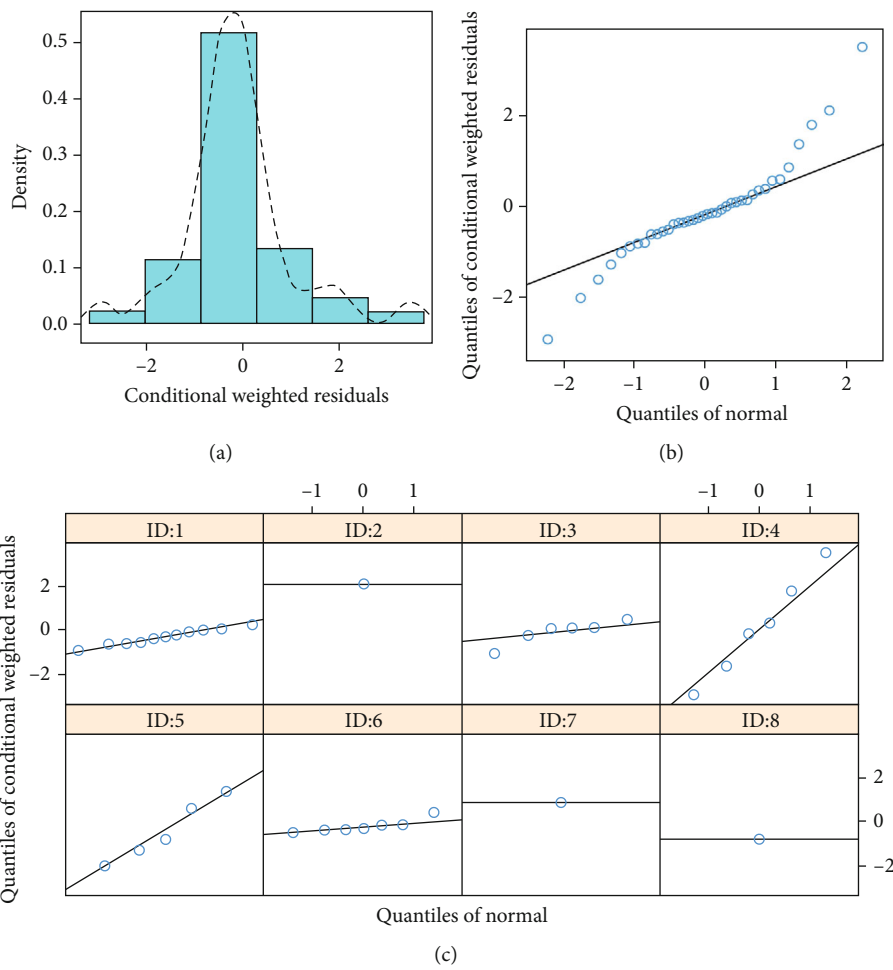 Density
0.5
0.4
0.3
0.2
0.1
0.0
−2 0 2
Conditional weighted residuals
(a)
Quantiles of conditional weighted residuals
2
0
−2
−2 −1 0 1 2
Quantiles of normal
(b)
−1 0 1 −1 0 1
Quantiles of conditional weighted residuals
ID:1 ID:2 ID:3 ID:4
2
0
−2
ID:5 ID:6 ID:7 ID:8
2
0
−2
Quantiles of normal
(c)